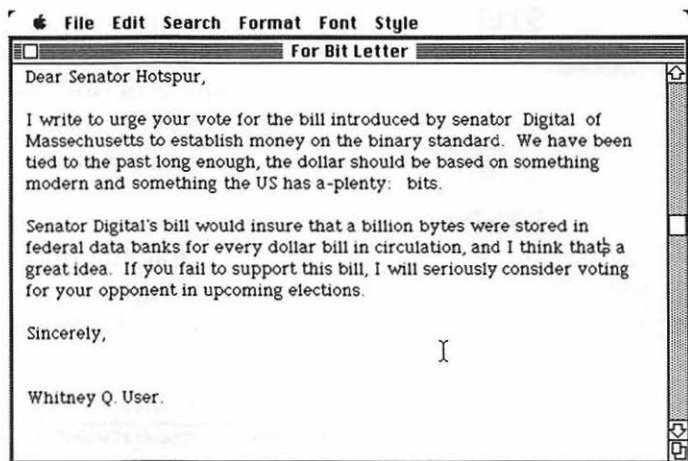 File Edit Search Format Font Style
For Bit Letter
Dear Senator Hotspur,
I write to urge your vote for the bill introduced by senator Digital of
Massechusetts to establish money on the binary standard. We have been
tied to the past long enough, the dollar should be based on something
modern and something the US has a-plenty: bits.
Senator Digital's bill would insure that a billion bytes were stored in
federal data banks for every dollar bill in circulation, and I think thats a
great idea. If you fail to support this bill, I will seriously consider voting
for your opponent in upcoming elections.
Sincerely,
Whitney Q. User.